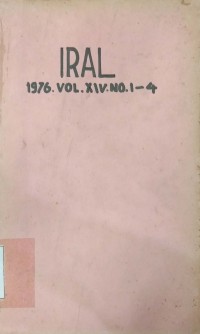 IRAL
1976. VOL. XIV. NO. 1-4